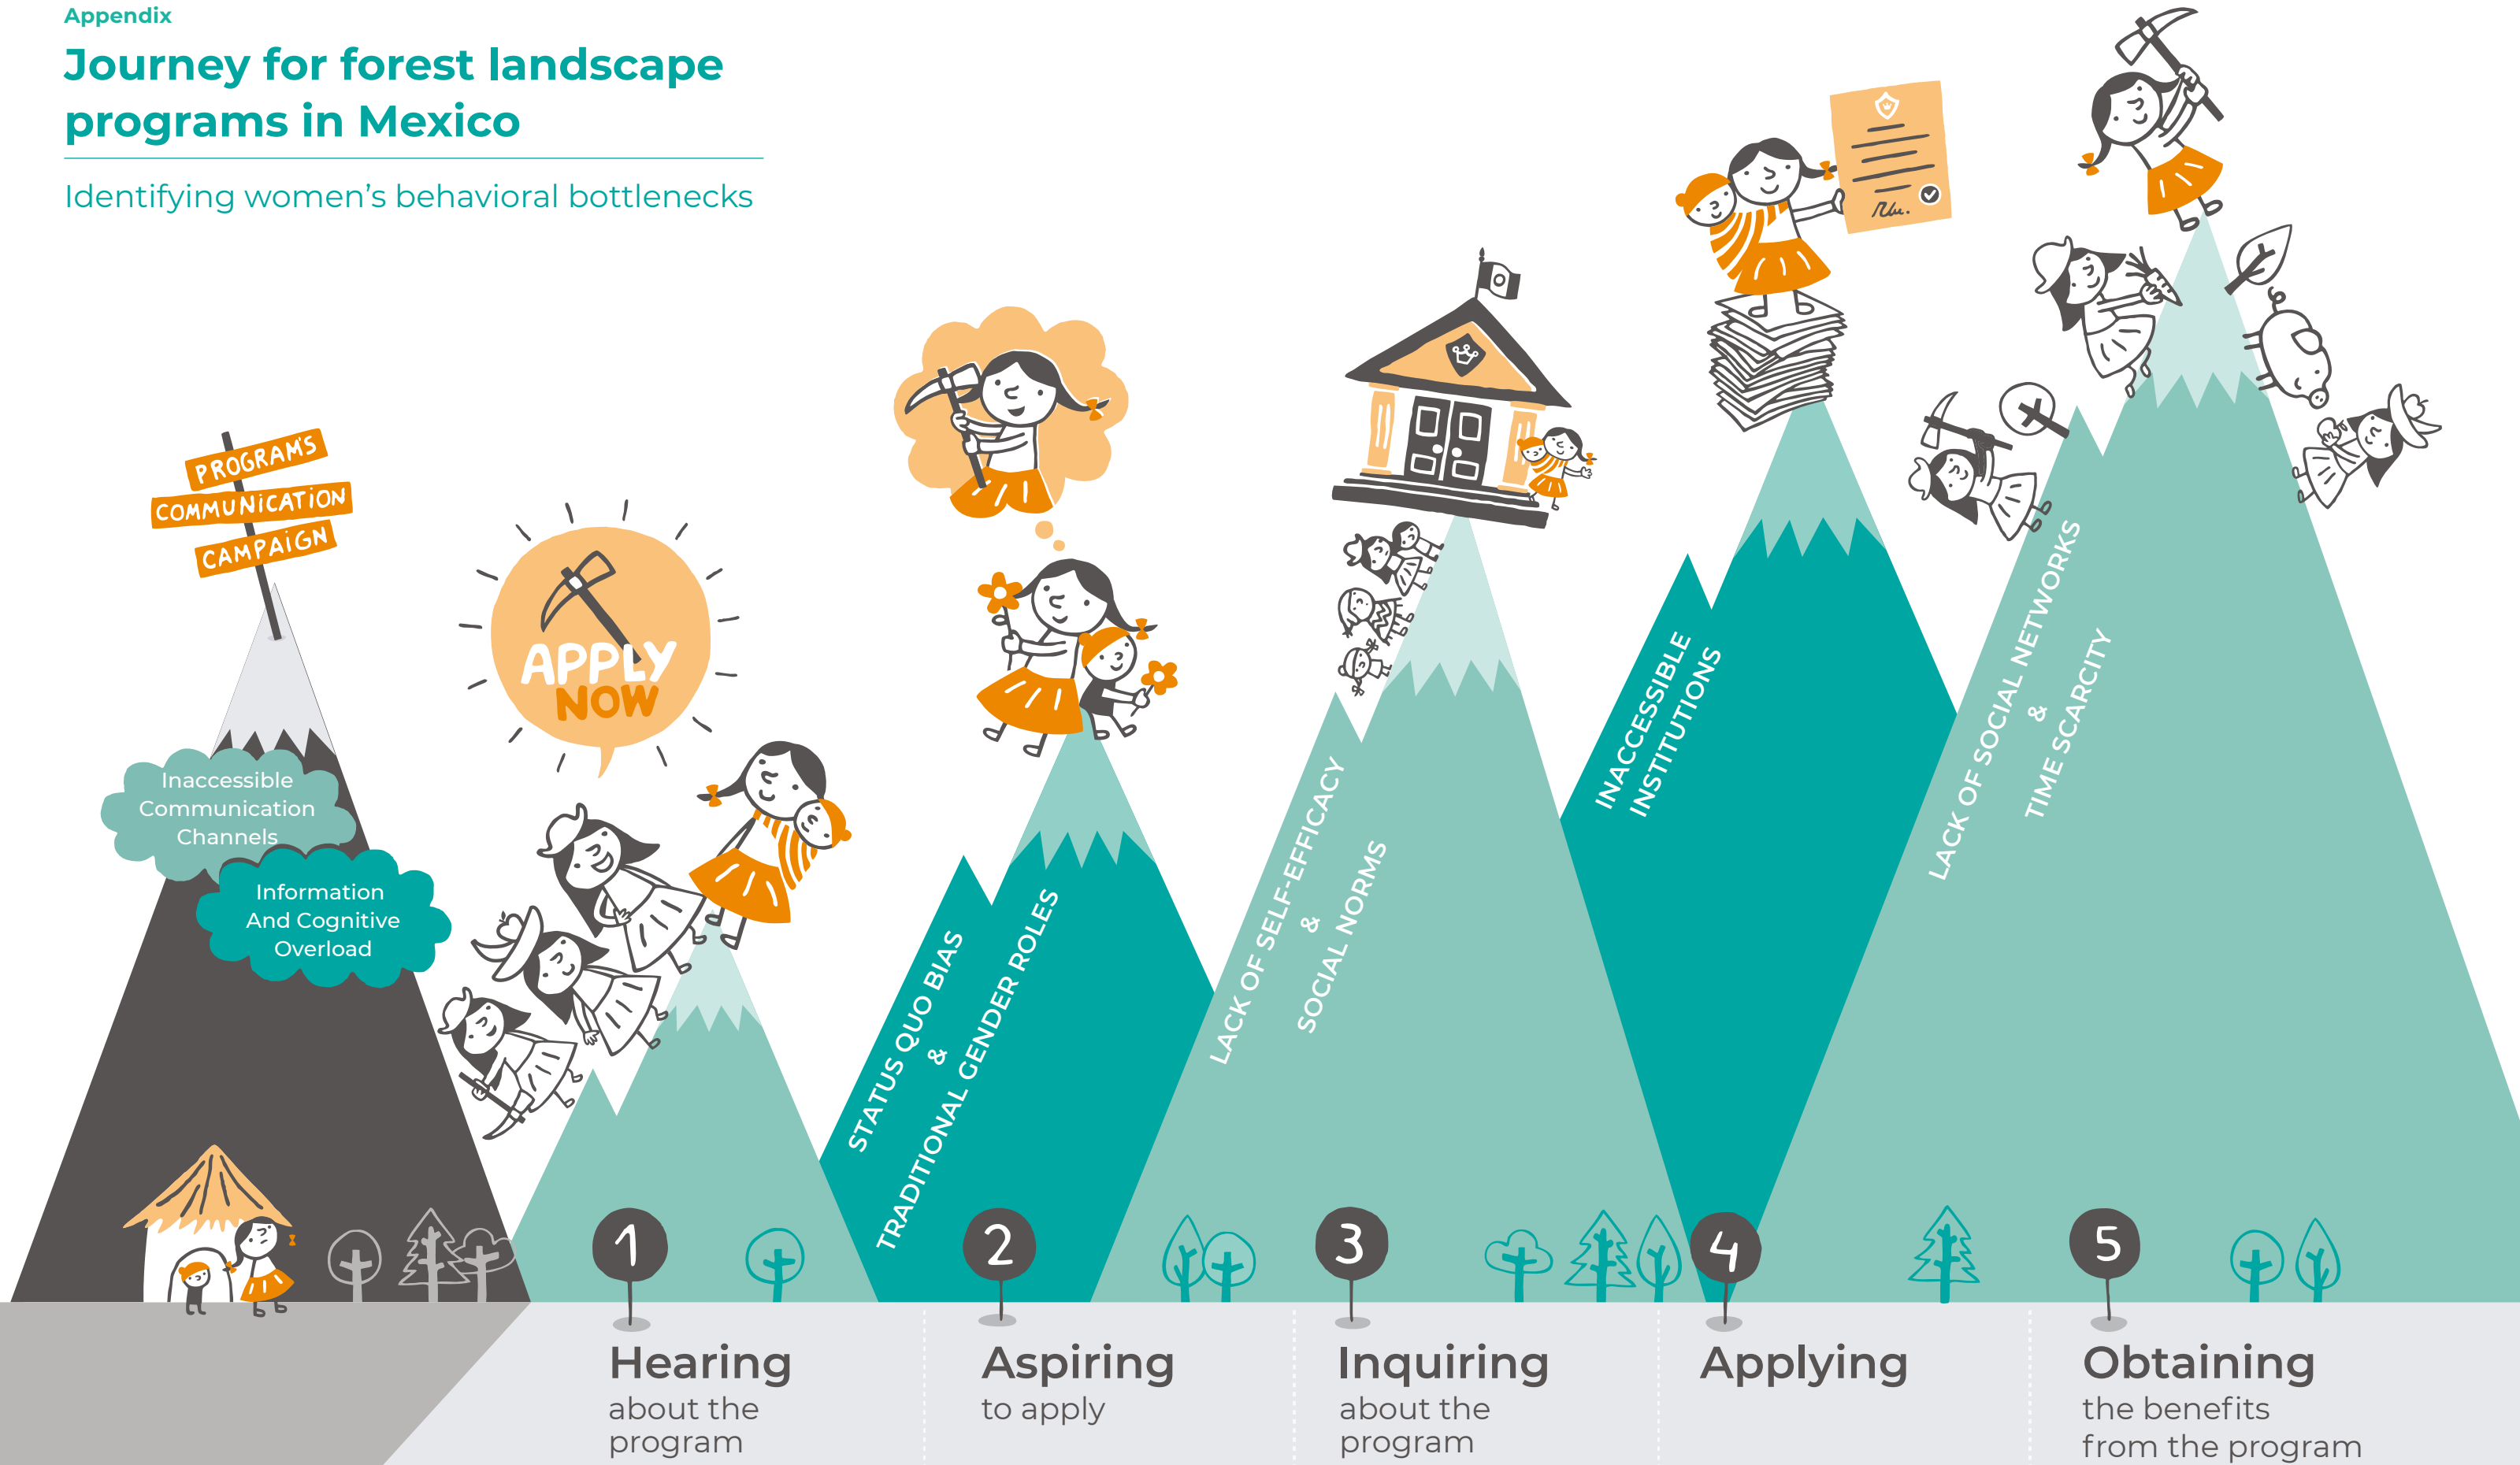 Appendix
Journey for forest landscape
programs in Mexico
Identifying women's behavioral bottlenecks
PROGRAM'S
COMMUNICATION
CAMPAIGN
Inaccessible
Communication
Channels
Information
And Cognitive
Overload
APPLY
NOW
STATUS QUO BIAS
&
TRADITIONAL GENDER ROLES
LACK OF SELF-EFFICACY
&
SOCIAL NORMS
INACCESSIBLE
INSTITUTIONS
LACK OF SOCIAL NETWORKS
&
TIME SCARCITY
1
Hearing
about the
program
2
Aspiring
to apply
3
Inquiring
about the
program
4
Applying
5
Obtaining
the benefits
from the program